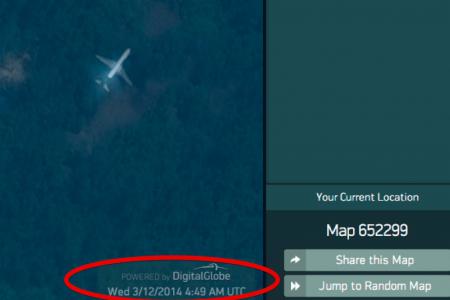 POWERED by DigitalGlobe
Wed 3/12/2014 4:49 AM UTC
Your Current Location
Map 652299
Share this Map
Jump to Random Map